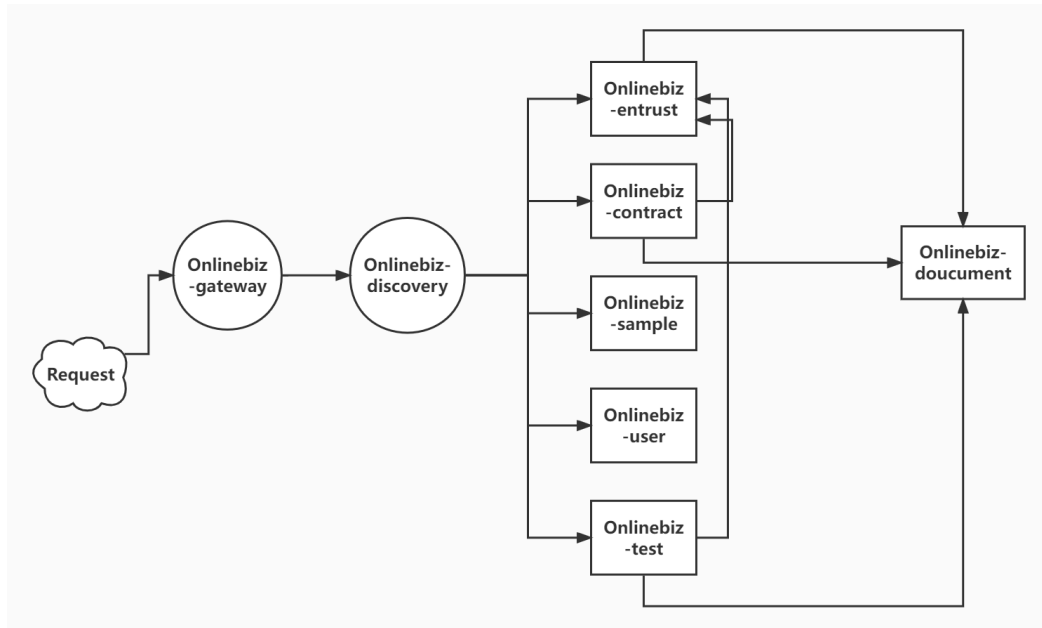 Request
Onlinebiz
-gateway
Onlinebiz-
discovery
Onlinebiz
-entrust
Onlinebiz
-contract
Onlinebiz
-sample
Onlinebiz
-user
Onlinebiz
-test
Onlinebiz-
doucument